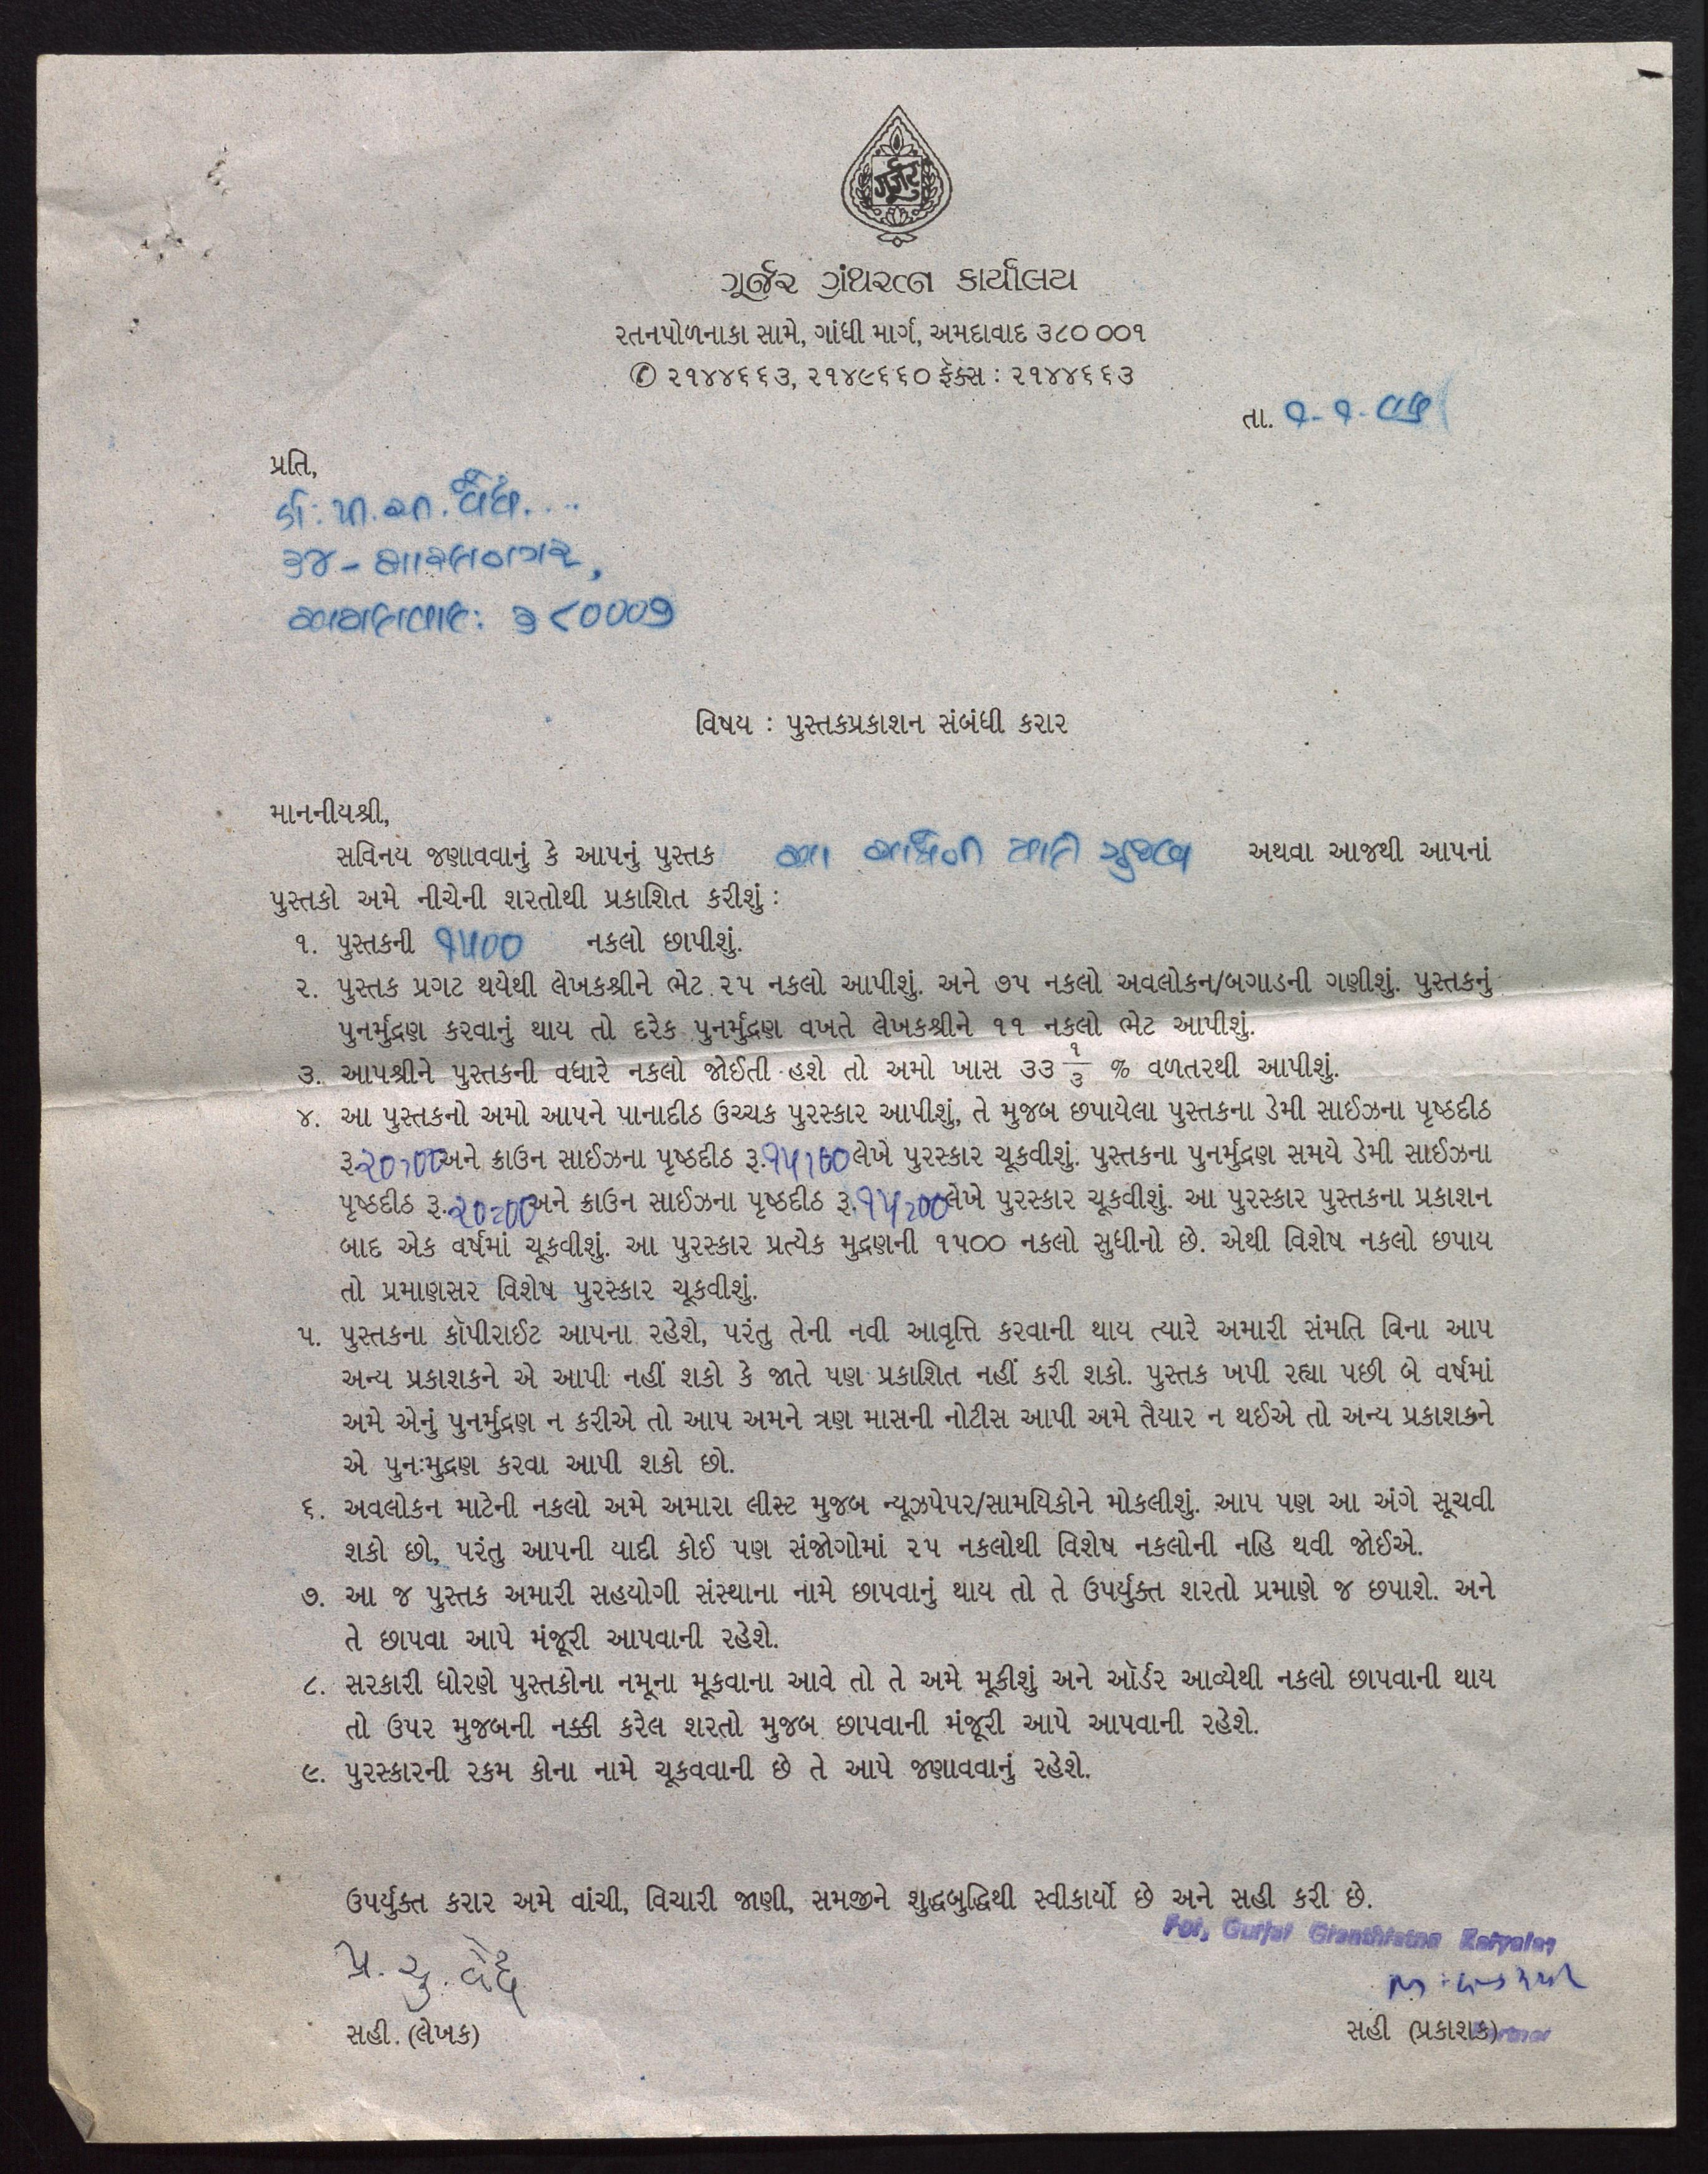 ગૂર્જર
ગૂર્જર ગ્રંથરત્ન કાર્યાલય
રતનપોળનાકા સામે, ગાંધી માર્ગ, અમદાવાદ ૩૮૦ ૦૦૧
✆ ૨૧૪૪૬૬૩, ૨૧૪૯૬૬૦ ફૅક્સ : ૨૧૪૪૬૬૩
તા. ૧-૧-
પ્રતિ,
ડૉ. પ્ર. ચુ. વૈદ્ય....
૩૪ -
અમદાવાદ: ૩૮૦૦૦૭
વિષય : પુસ્તકપ્રકાશન સંબંધી કરાર
માનનીયશ્રી,
સવિનય જણાવવાનું કે આપનું પુસ્તક અથવા આજથી આપનાં
પુસ્તકો અમે નીચેની શરતોથી પ્રકાશિત કરીશું :
૧. પુસ્તકની ૧૫૦૦ નકલો છાપીશું.
૨. પુસ્તક પ્રગટ થયેથી લેખકશ્રીને ભેટ ૨૫ નકલો આપીશું. અને ૭૫ નકલો અવલોકન/બગાડની ગણીશું. પુસ્તકનું
પુનર્મુદ્રણ કરવાનું થાય તો દરેક પુનર્મુદ્રણ વખતે લેખકશ્રીને ૧૧ નકલો ભેટ આપીશું.
૩. આપશ્રીને પુસ્તકની વધારે નકલો જોઈતી હશે તો અમો ખાસ ૩૩ ૧/૩ % વળતરથી આપીશું.
૪. આ પુસ્તકનો અમો આપને પાનાદીઠ ઉચ્ચક પુરસ્કાર આપીશું, તે મુજબ છપાયેલા પુસ્તકના ડેમી સાઈઝના પૃષ્ઠદીઠ
રૂ.૨૦=૦૦અને ક્રાઉન સાઈઝના પૃષ્ઠદીઠ રૂ.૧૫=૦૦લેખે પુરસ્કાર ચૂકવીશું. પુસ્તકના પુનર્મુદ્રણ સમયે ડેમી સાઈઝના
પૃષ્ઠદીઠ રૂ.૨૦=૦૦અને ક્રાઉન સાઈઝના પૃષ્ઠદીઠ રૂ.૧૫=૦૦લેખે પુરસ્કાર ચૂકવીશું. આ પુરસ્કાર પુસ્તકના પ્રકાશન
બાદ એક વર્ષમાં ચૂકવીશું. આ પુરસ્કાર પ્રત્યેક મુદ્રણની ૧૫૦૦ નકલો સુધીનો છે. એથી વિશેષ નકલો છપાય
તો પ્રમાણસર વિશેષ પુરસ્કાર ચૂકવીશું.
૫. પુસ્તકના કૉપીરાઈટ આપના રહેશે, પરંતુ તેની નવી આવૃત્તિ કરવાની થાય ત્યારે અમારી સંમતિ વિના આપ
અન્ય પ્રકાશકને એ આપી નહીં શકો કે જાતે પણ પ્રકાશિત નહીં કરી શકો. પુસ્તક ખપી રહ્યા પછી બે વર્ષમાં
અમે એનું પુનર્મુદ્રણ ન કરીએ તો આપ અમને ત્રણ માસની નોટીસ આપી અમે તૈયાર ન થઈએ તો અન્ય પ્રકાશકને
એ પુનઃમુદ્રણ કરવા આપી શકો છો.
૬. અવલોકન માટેની નકલો અમે અમારા લીસ્ટ મુજબ ન્યૂઝપેપર/સામયિકોને મોકલીશું. આપ પણ આ અંગે સૂચવી
શકો છો, પરંતુ આપની યાદી કોઈ પણ સંજોગોમાં ૨૫ નકલોથી વિશેષ નકલોની નહિ થવી જોઈએ.
૭. આ જ પુસ્તક અમારી સહયોગી સંસ્થાના નામે છાપવાનું થાય તો તે ઉપર્યુક્ત શરતો પ્રમાણે જ છપાશે. અને
તે છાપવા આપે મંજૂરી આપવાની રહેશે.
૮. સરકારી ધોરણે પુસ્તકોના નમૂના મૂકવાના આવે તો તે અમે મૂકીશું અને ઑર્ડર આવ્યેથી નકલો છાપવાની થાય
તો ઉપર મુજબની નક્કી કરેલ શરતો મુજબ છાપવાની મંજૂરી આપે આપવાની રહેશે.
૯. પુરસ્કારની રકમ કોના નામે ચૂકવવાની છે તે આપે જણાવવાનું રહેશે.
ઉપર્યુક્ત કરાર અમે વાંચી, વિચારી જાણી, સમજીને શુદ્ધબુદ્ધિથી સ્વીકાર્યો છે અને સહી કરી છે.
For, Gurjar Granthratna Karyalay
પ્ર. ચુ. વૈદ્ય
સહી. (લેખક)
સહી (પ્રકાશક) Partner